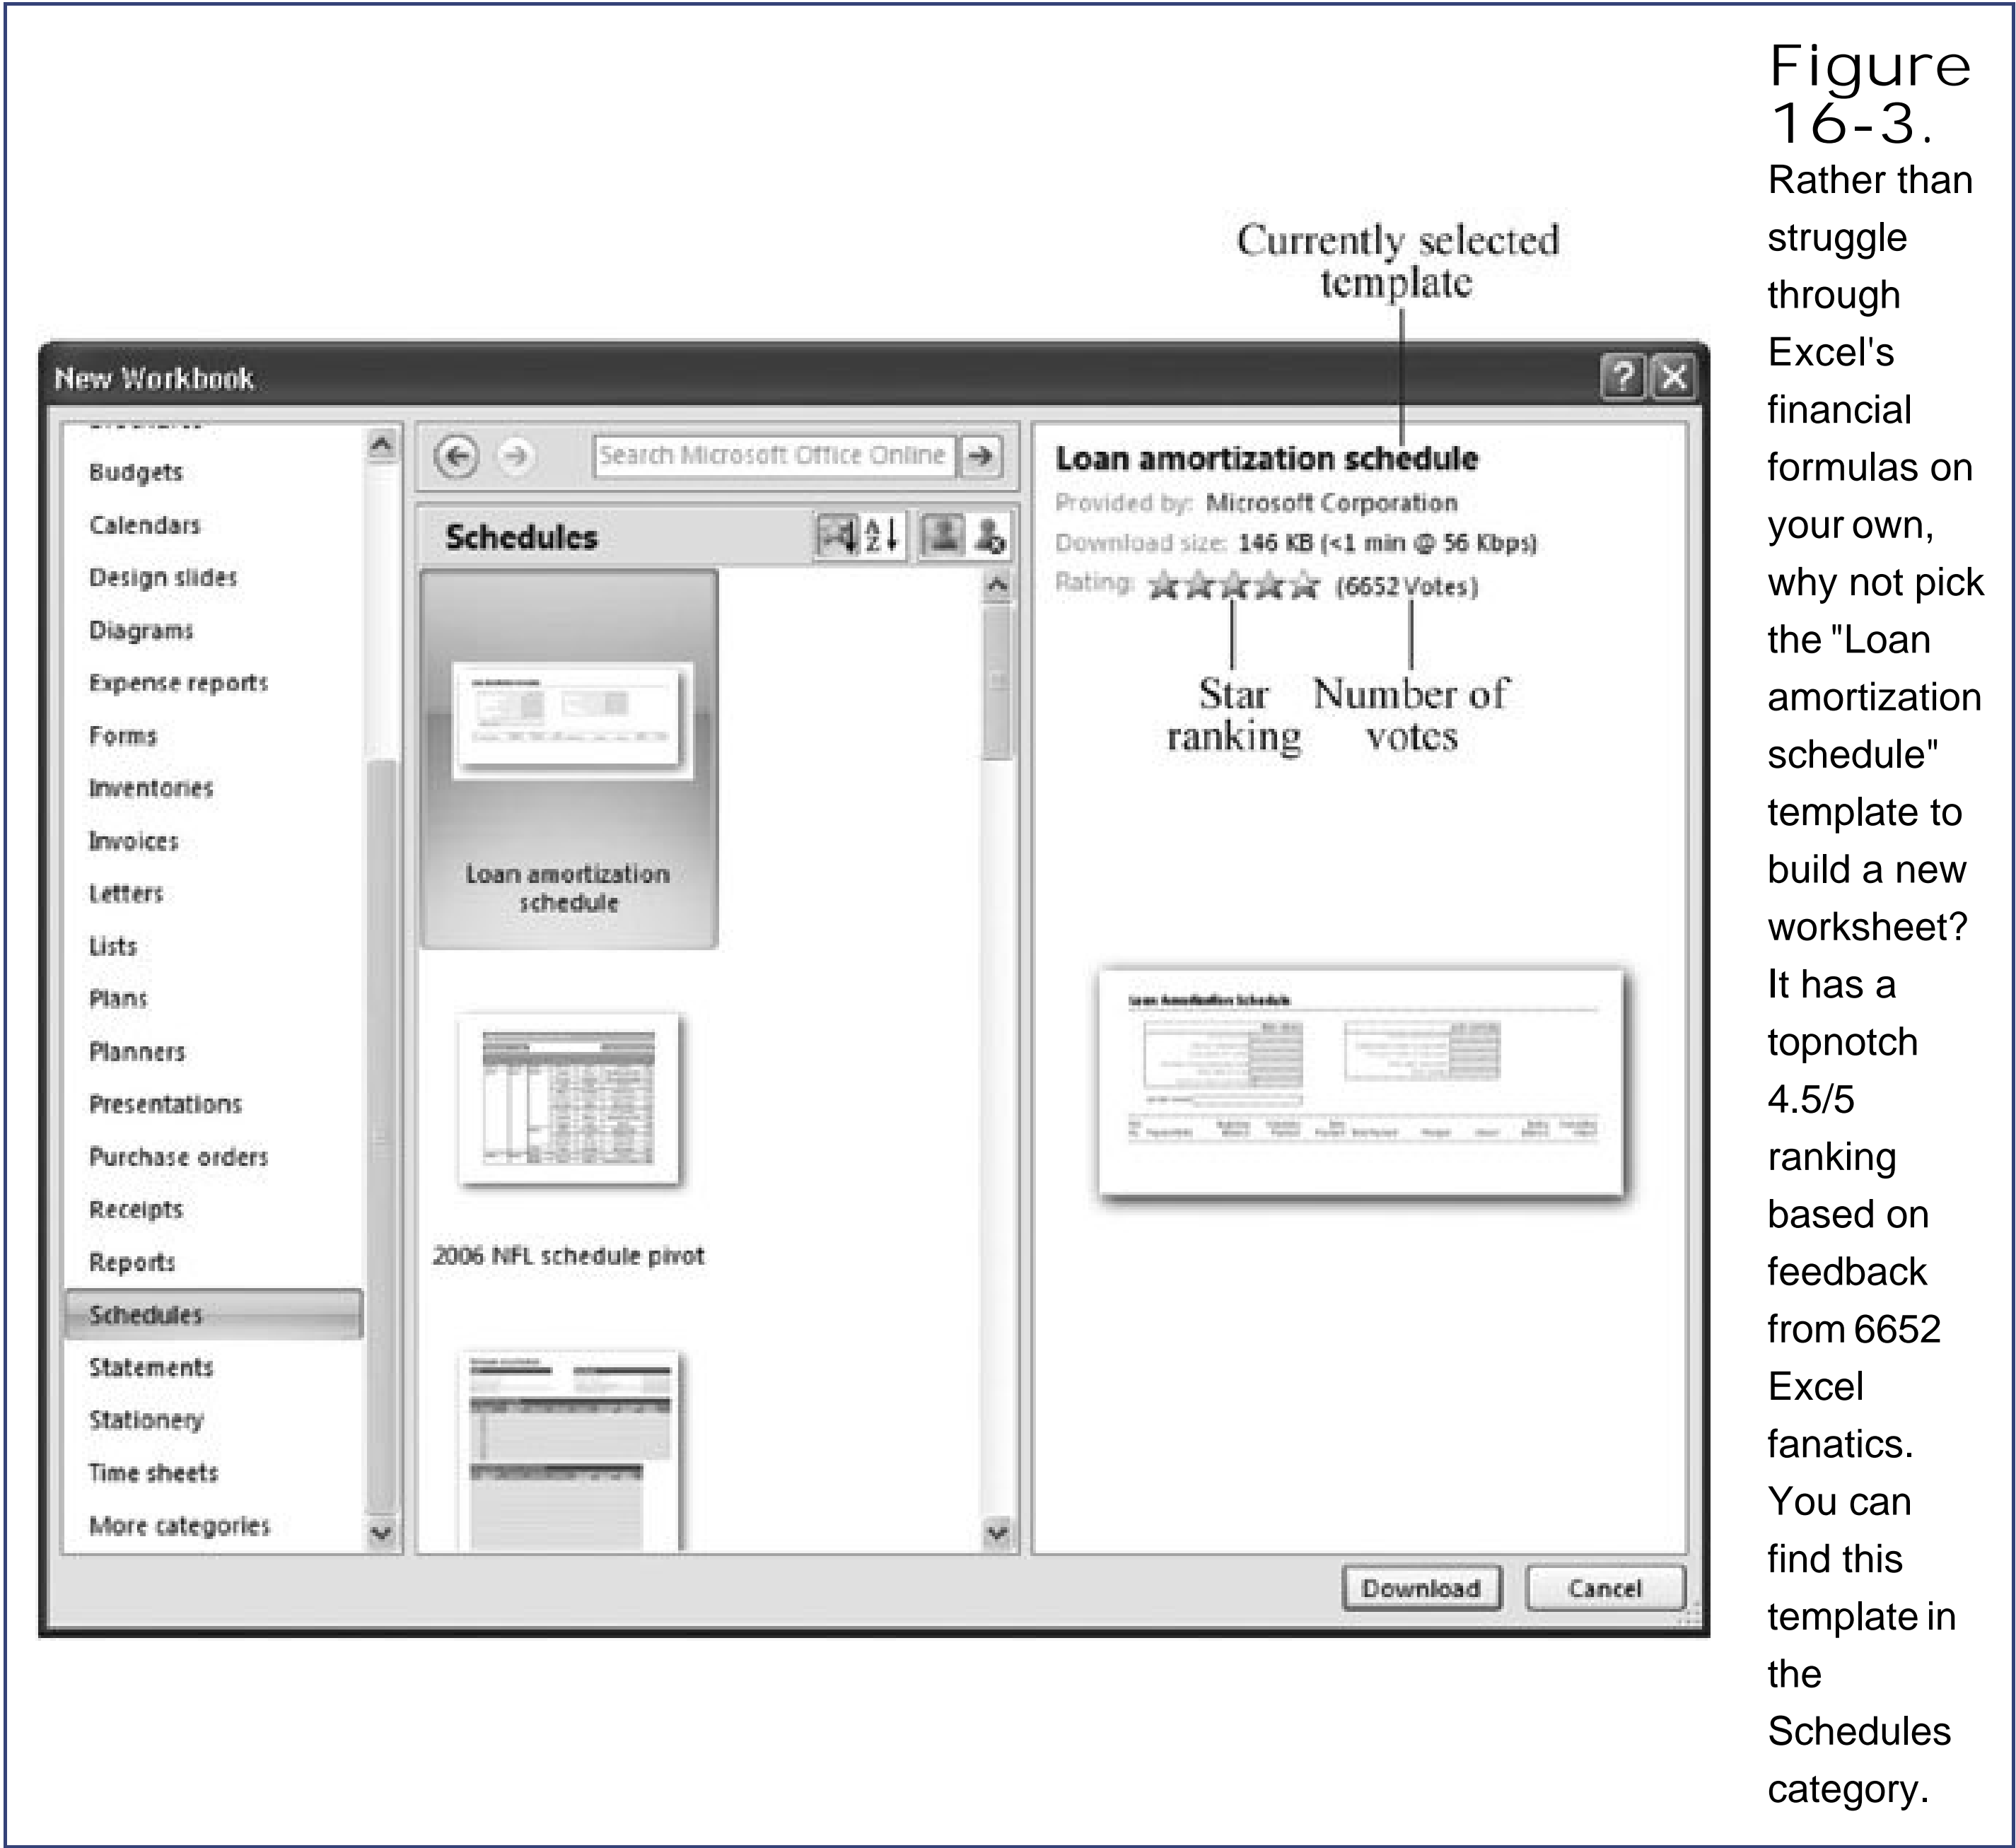 Figure
16-3.
Rather than
struggle
through
Excel's
financial
formulas on
your own,
why not pick
the "Loan
amortization
schedule"
template to
build a new
worksheet?
It has a
topnotch
4.5/5
ranking
based on
feedback
from 6652
Excel
fanatics.
You can
find this
template in
the
Schedules
category.
Currently selected
template
New Workbook
Budgets
Calendars
Design slides
Diagrams
Expense reports
Forms
Inventories
Invoices
Letters
Lists
Plans
Planners
Presentations
Purchase orders
Receipts
Reports
Schedules
Statements
Stationery
Time sheets
More categories
Search Microsoft Office Online
Schedules
Loan amortization
schedule
2006 NFL schedule pivot
Loan amortization schedule
Provided by: Microsoft Corporation
Download size: 146 KB (<1 min @ 56 Kbps)
Rating: (6652 Votes)
Star
ranking
Number of
votes
Loan Amortization Schedule
Download
Cancel